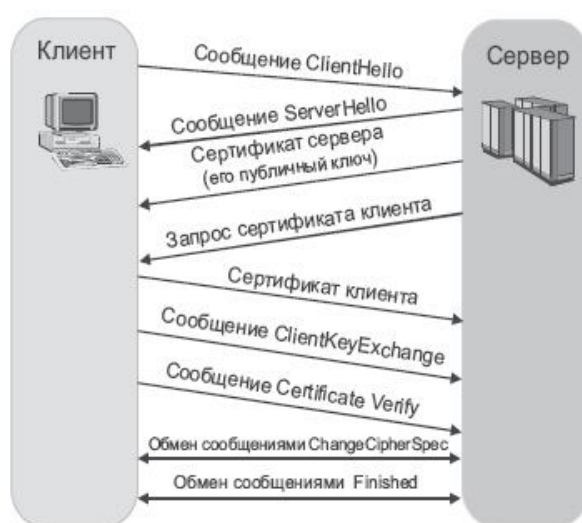 Клиент
Сервер
Сообщение ClientHello
Сообщение ServerHello
Сертификат сервера
(его публичный ключ)
Запрос сертификата клиента
Сертификат клиента
Сообщение ClientKeyExchange
Сообщение Certificate Verify
Обмен сообщениями ChangeCipherSpec
Обмен сообщениями Finished